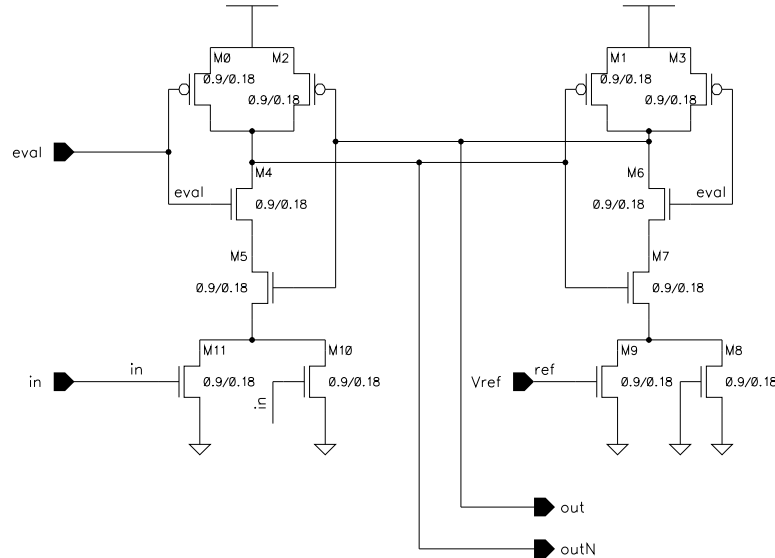 M0
M2
M1
M3
0.9/0.18
0.9/0.18
0.9/0.18
0.9/0.18
eval
M4
M6
eval
eval
0.9/0.18
0.9/0.18
M5
M7
0.9/0.18
0.9/0.18
M11
M10
M9
M8
in
in
0.9/0.18
0.9/0.18
Vref
ref
0.9/0.18
0.9/0.18
in
out
outN